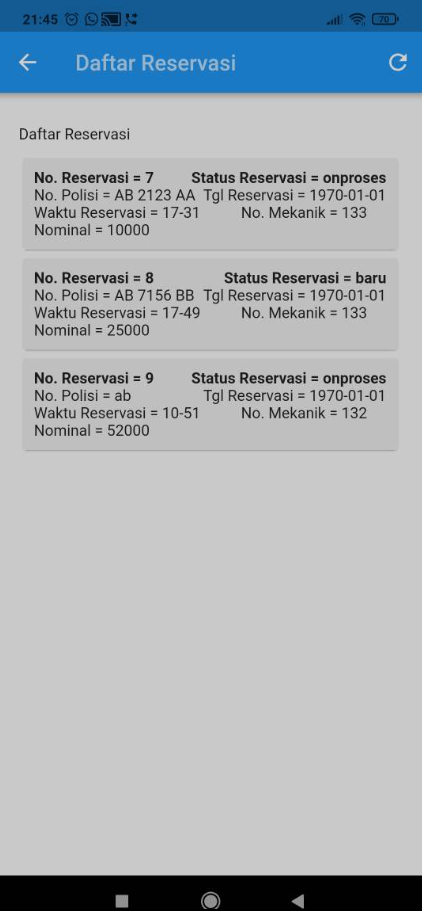 21:45
70
Daftar Reservasi
Daftar Reservasi
No. Reservasi = 7 Status Reservasi = onproses
No. Polisi = AB 2123 AA Tgl Reservasi = 1970-01-01
Waktu Reservasi = 17-31 No. Mekanik = 133
Nominal = 10000
No. Reservasi = 8 Status Reservasi = baru
No. Polisi = AB 7156 BB Tgl Reservasi = 1970-01-01
Waktu Reservasi = 17-49 No. Mekanik = 133
Nominal = 25000
No. Reservasi = 9 Status Reservasi = onproses
No. Polisi = ab Tgl Reservasi = 1970-01-01
Waktu Reservasi = 10-51 No. Mekanik = 132
Nominal = 52000